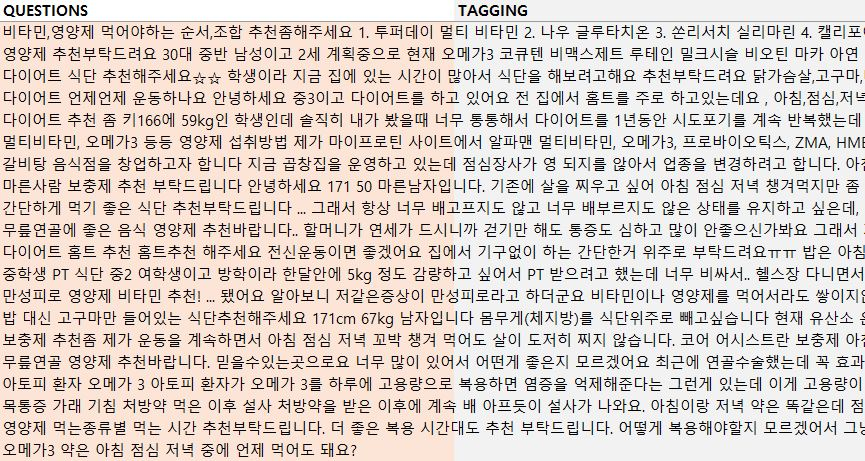 QUESTIONS TAGGING
비타민,영양제 먹어야하는 순서,조합 추천좀해주세요 1. 투퍼데이 멀티 비타민 2. 나우 글루타치온 3. 쏜리서치 실리마린 4. 캘리포
영양제 추천부탁드려요 30대 중반 남성이고 2세 계획중으로 현재 오메가3 코큐텐 비맥스제트 루테인 밀크시슬 비오틴 마카 아연
다이어트 식단 추천해주세요☆☆ 학생이라 지금 집에 있는 시간이 많아서 식단을 해보려고해요 추천부탁드려요 닭가슴살,고구마,
다이어트 언제언제 운동하나요 안녕하세요 중3이고 다이어트를 하고 있어요 전 집에서 홈트를 주로 하고있는데요 , 아침,점심,저녁
다이어트 추천 좀 키166에 59kg인 학생인데 솔직히 내가 봤을때 너무 통통해서 다이어트를 1년동안 시도포기를 계속 반복했는데
멀티비타민, 오메가3 등등 영양제 섭취방법 제가 마이프로틴 사이트에서 알파맨 멀티비타민, 오메가3, 프로바이오틱스, ZMA, HME
갈비탕 음식점을 창업하고자 합니다 지금 곱창집을 운영하고 있는데 점심장사가 영 되지를 않아서 업종을 변경하려고 합니다. 아침
마른사람 보충제 추천 부탁드립니다 안녕하세요 171 50 마른남자입니다. 기존에 살을 찌우고 싶어 아침 점심 저녁 챙겨먹지만 좀
간단하게 먹기 좋은 식단 추천부탁드립니다 ... 그래서 항상 너무 배고프지도 않고 너무 배부르지도 않은 상태를 유지하고 싶은데,
무릎연골에 좋은 음식 영양제 추천바랍니다.. 할머니가 연세가 드시니까 걷기만 해도 통증도 심하고 많이 안좋으신가봐요 그래서
다이어트 홈트 추천 홈트추천 해주세요 전신운동이면 좋겠어요 집에서 기구없이 하는 간단한거 위주로 부탁드려요ㅠㅠ 밥은 아침
중학생 PT 식단 중2 여학생이고 방학이라 한달안에 5kg 정도 감량하고 싶어서 PT 받으려고 했는데 너무 비싸서.. 헬스장 다니면서
만성피로 영양제 비타민 추천! ... 됐어요 알아보니 저같은증상이 만성피로라고 하더군요 비타민이나 영양제를 먹어서라도 쌓이지않
밥 대신 고구마만 들어있는 식단추천해주세요 171cm 67kg 남자입니다 몸무게(체지방)를 식단위주로 빼고싶습니다 현재 유산소 운
보충제 추천좀 제가 운동을 계속하면서 아침 점심 저녁 꼬박 챙겨 먹어도 살이 도저히 찌지 않습니다. 코어 어시스트란 보충제 아침
무릎연골 영양제 추천바랍니다. 믿을수있는곳으로요 너무 많이 있어서 어떤게 좋은지 모르겠어요 최근에 연골수술했는데 꼭 효과
아토피 환자 오메가 3 아토피 환자가 오메가 3를 하루에 고용량으로 복용하면 염증을 억제해준다는 그런게 있는데 이게 고용량이
목통증 가래 기침 처방약 먹은 이후 설사 처방약을 받은 이후에 계속 배 아프듯이 설사가 나와요. 아침이랑 저녁 약은 똑같은데 점
영양제 먹는종류별 먹는 시간 추천부탁드립니다. 더 좋은 복용 시간대도 추천 부탁드립니다. 어떻게 복용해야할지 모르겠어서 그냥
오메가3 약은 아침 점심 저녁 중에 언제 먹어도 돼요?